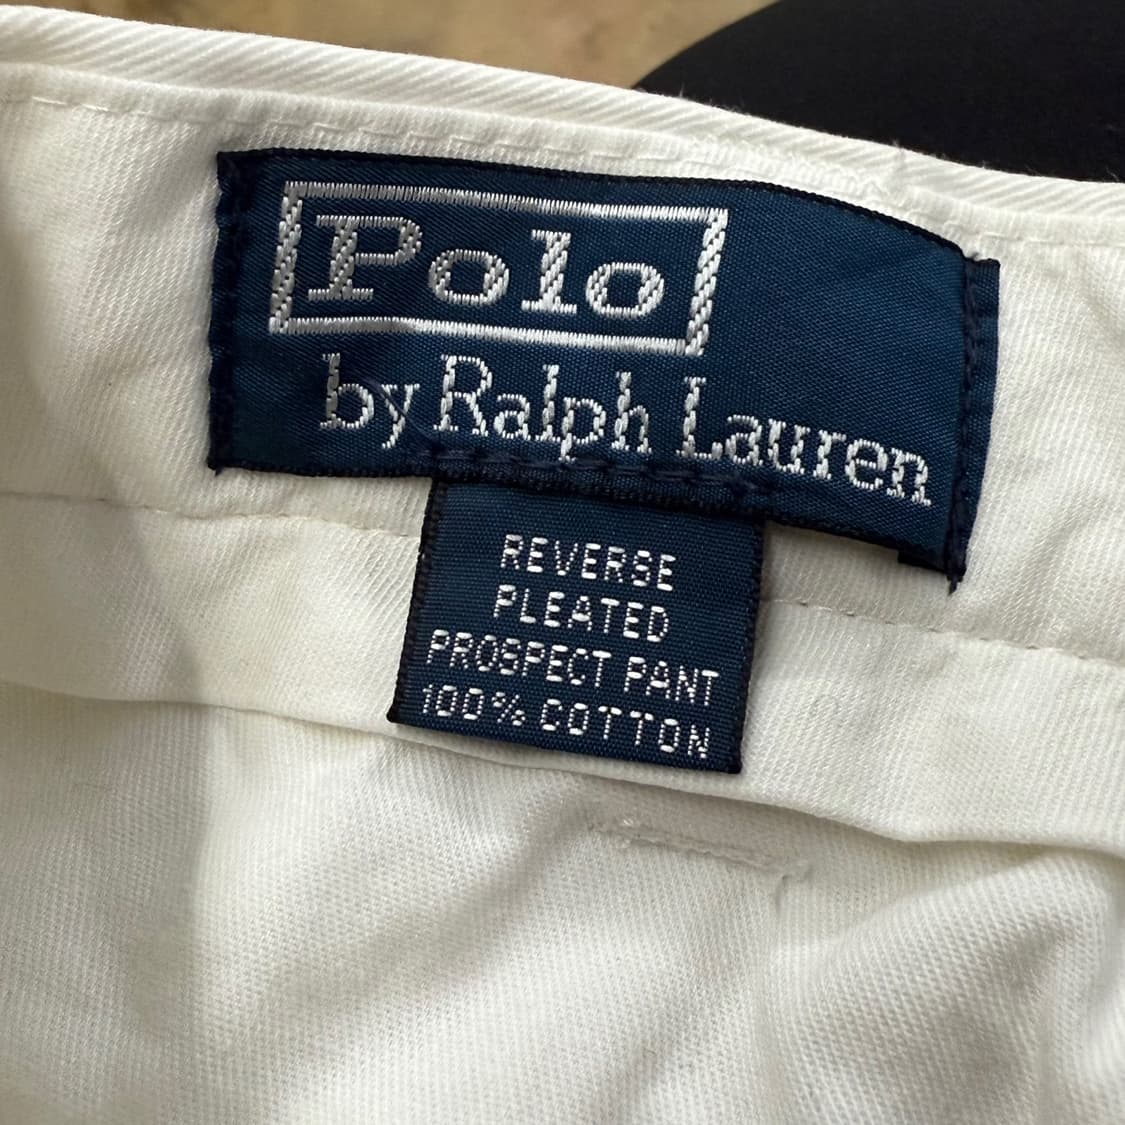 Polo
by Ralph Lauren
REVERSE
PLEATED
PROSPECT PANT
100% COTTON